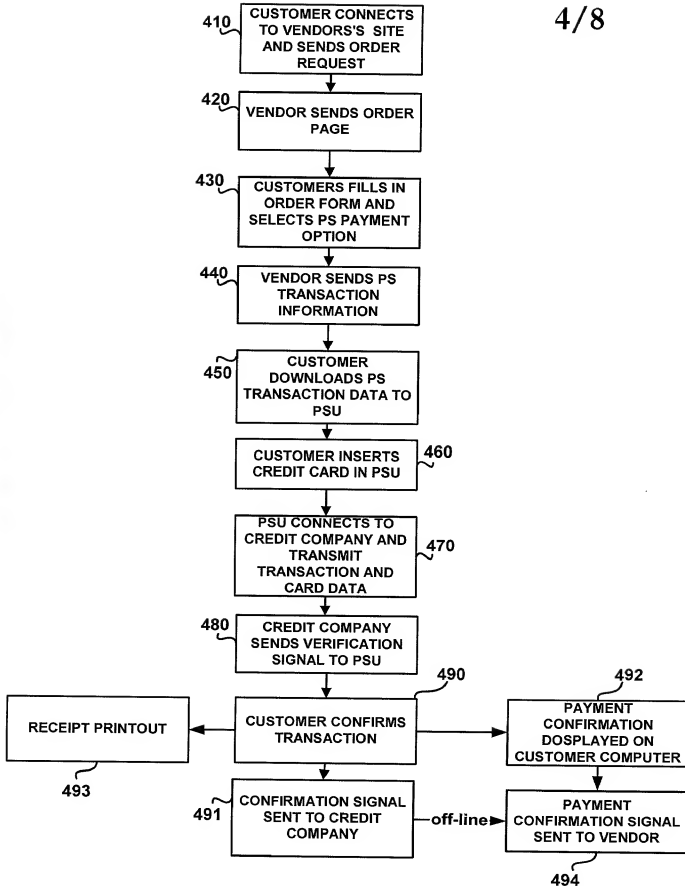 4/8
410
CUSTOMER CONNECTS
TO VENDORS'S SITE
AND SENDS ORDER
REQUEST
420
VENDOR SENDS ORDER
PAGE
430
CUSTOMERS FILLS IN
ORDER FORM AND
SELECTS PS PAYMENT
OPTION
440
VENDOR SENDS PS
TRANSACTION
INFORMATION
450
CUSTOMER
DOWNLOADS PS
TRANSACTION DATA TO
PSU
460
CUSTOMER INSERTS
CREDIT CARD IN PSU
470
PSU CONNECTS TO
CREDIT COMPANY AND
TRANSMIT
TRANSACTION AND
CARD DATA
480
CREDIT COMPANY
SENDS VERIFICATION
SIGNAL TO PSU
490
CUSTOMER CONFIRMS
TRANSACTION
492
PAYMENT
CONFIRMATION
DOSPLAYED ON
CUSTOMER COMPUTER
RECEIPT PRINTOUT
493
491
CONFIRMATION SIGNAL
SENT TO CREDIT
COMPANY
off-line
PAYMENT
CONFIRMATION SIGNAL
SENT TO VENDOR
494